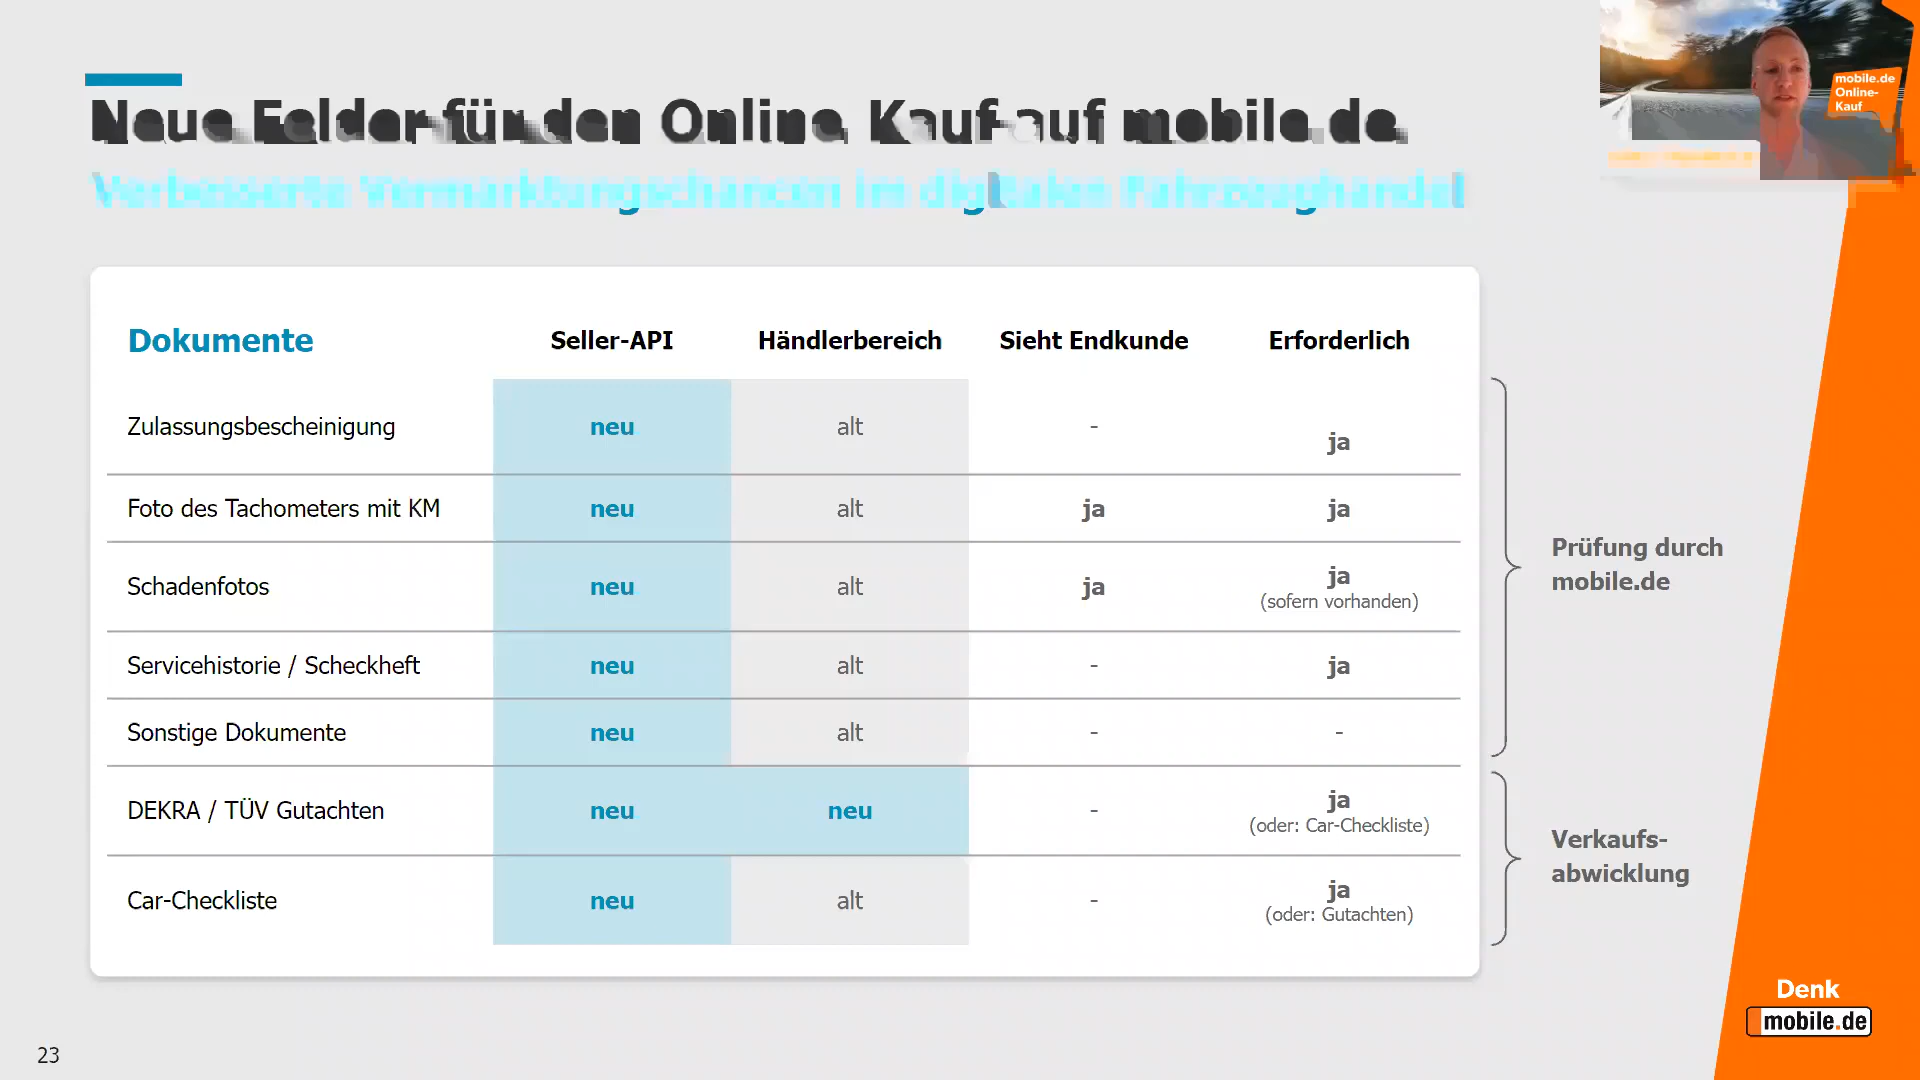 Neue Felder für den Online-Kauf auf mobile.de
Verbesserte Vermarktungschancen im digitalen Fahrzeughandel
mobile.de
Online-
Kauf
Dokumente Seller-API Händlerbereich Sieht Endkunde Erforderlich
Zulassungsbescheinigung neu alt - ja
Foto des Tachometers mit KM neu alt ja ja
Schadenfotos neu alt ja ja
(sofern vorhanden)
Servicehistorie / Scheckheft neu alt - ja
Sonstige Dokumente neu alt - -
Prüfung durch
mobile.de
DEKRA / TÜV Gutachten neu neu - ja
(oder: Car-Checkliste)
Car-Checkliste neu alt - ja
(oder: Gutachten)
Verkaufs-
abwicklung
Denk
mobile.de
23